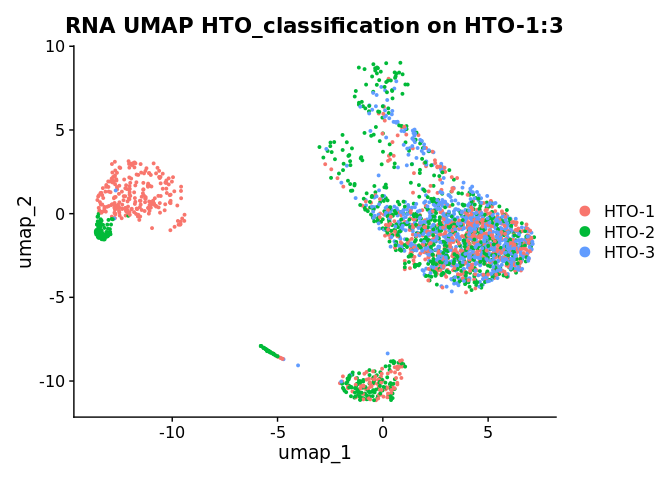 RNA UMAP HTO_classification on HTO-1:3
10
5
0
-5
-10
umap_2
-10
-5
0
5
umap_1
HTO-1
HTO-2
HTO-3